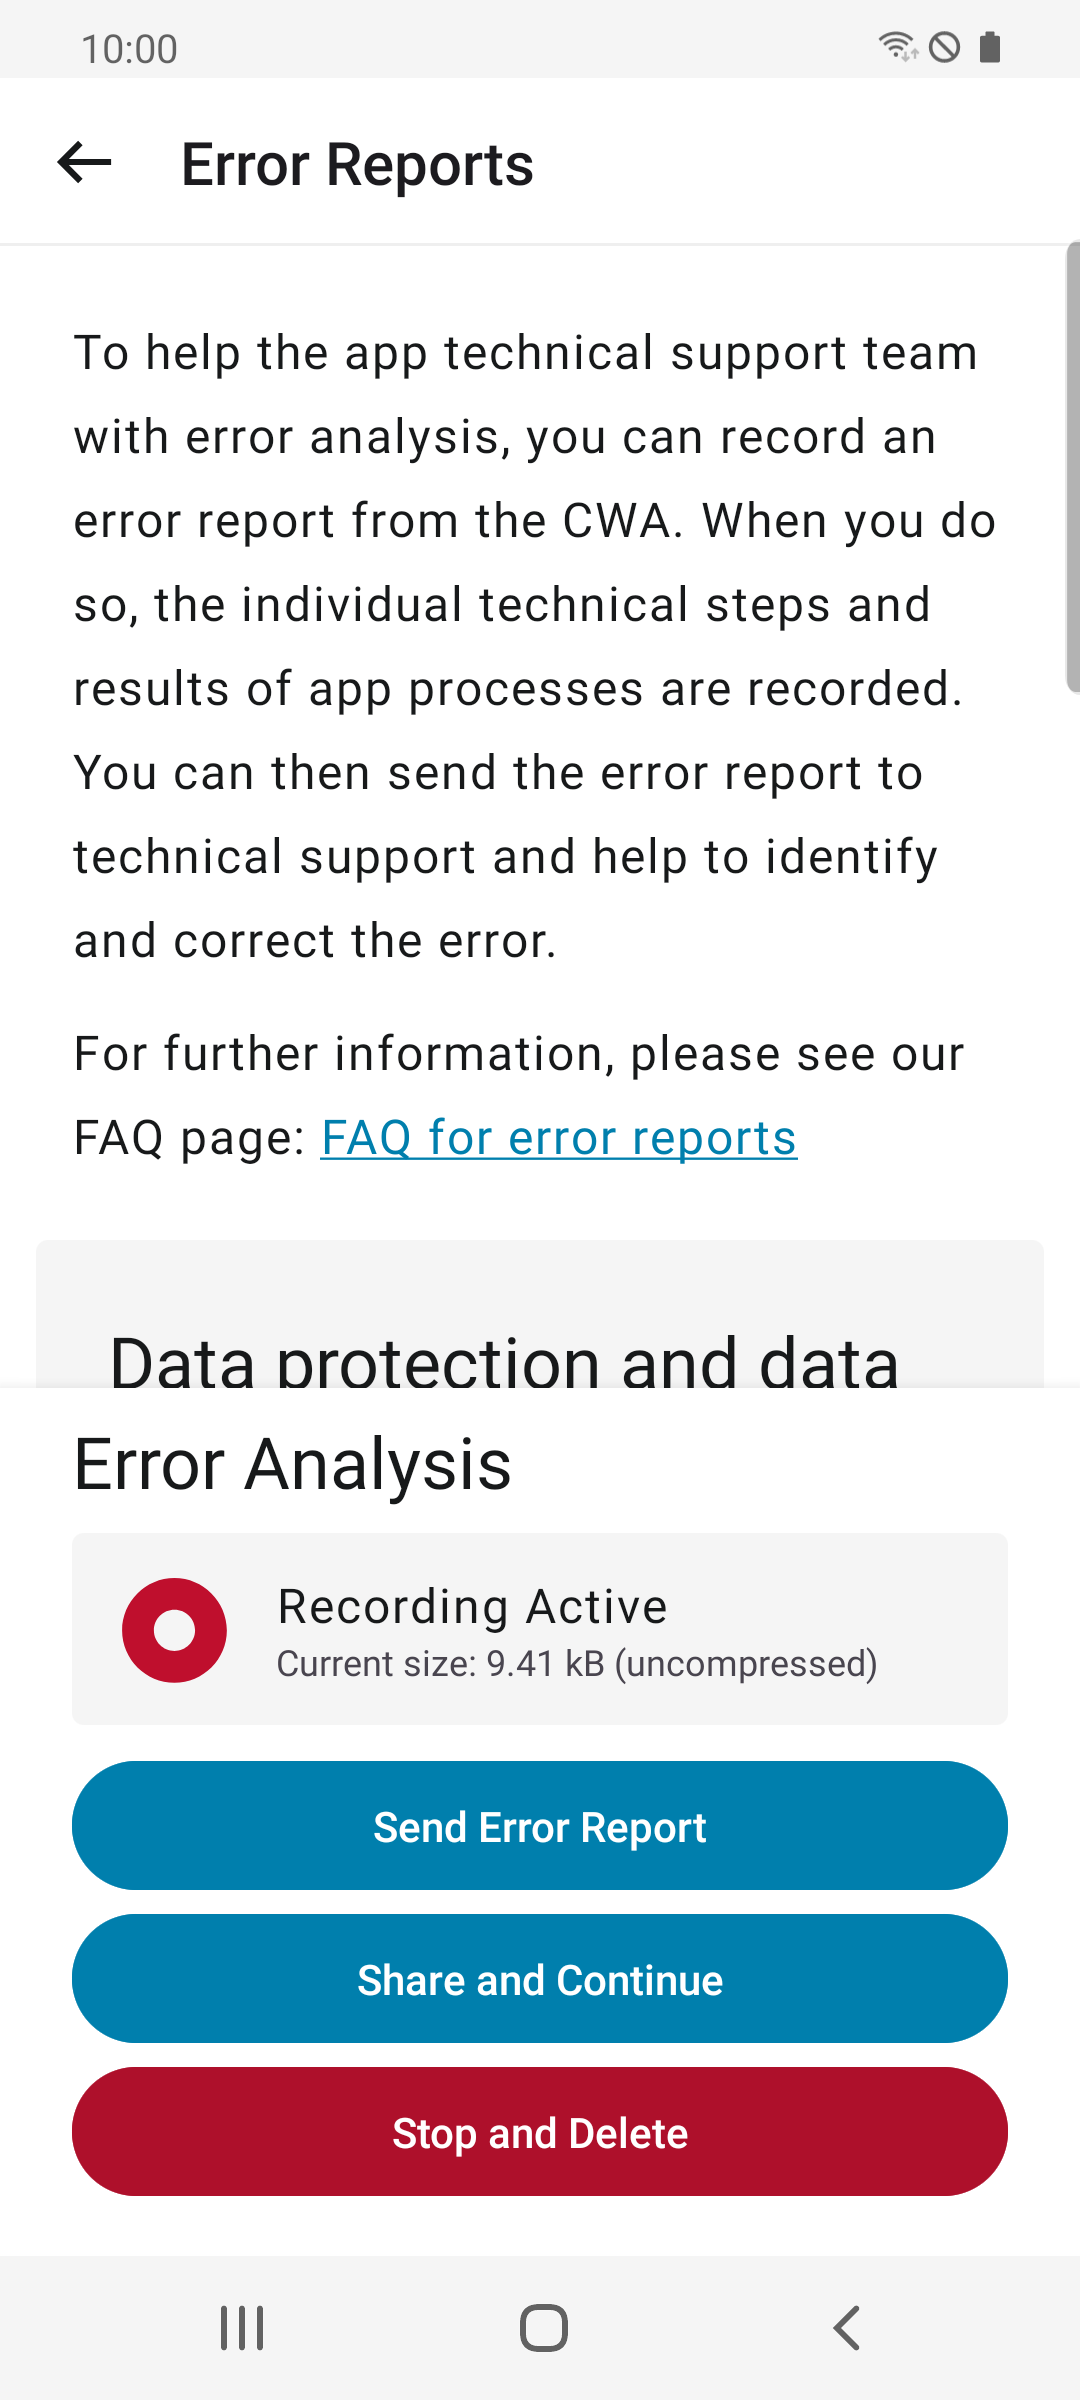 10:00
Error Reports
To help the app technical support team
with error analysis, you can record an
error report from the CWA. When you do
so, the individual technical steps and
results of app processes are recorded.
You can then send the error report to
technical support and help to identify
and correct the error.
For further information, please see our
FAQ page: FAQ for error reports
Data protection and data
Error Analysis
Recording Active
Current size: 9.41 kB (uncompressed)
Send Error Report
Share and Continue
Stop and Delete